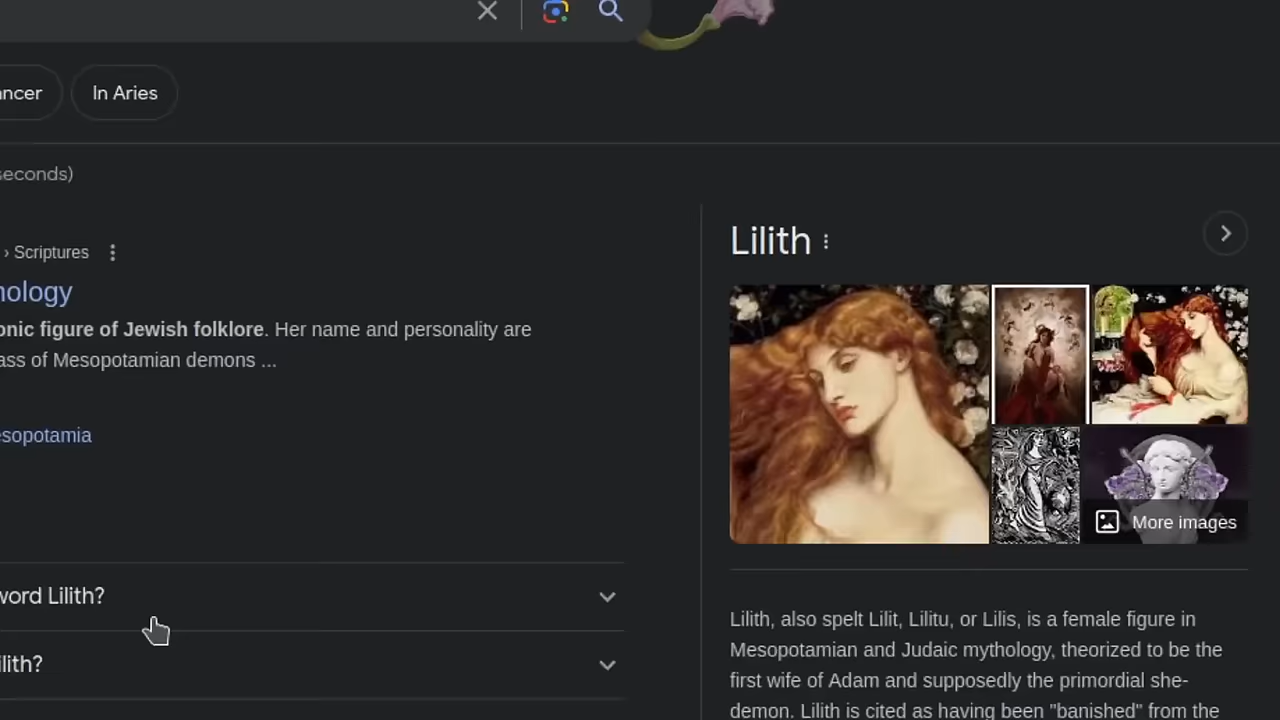 ncer
In Aries
seconds)
› Scriptures
nology
onic figure of Jewish folklore. Her name and personality are
ass of Mesopotamian demons ...
esopotamia
word Lilith?
ilith?
Lilith
More images
Lilith, also spelt Lilit, Lilitu, or Lilis, is a female figure in
Mesopotamian and Judaic mythology, theorized to be the
first wife of Adam and supposedly the primordial she-
demon. Lilith is cited as having been "banished" from the